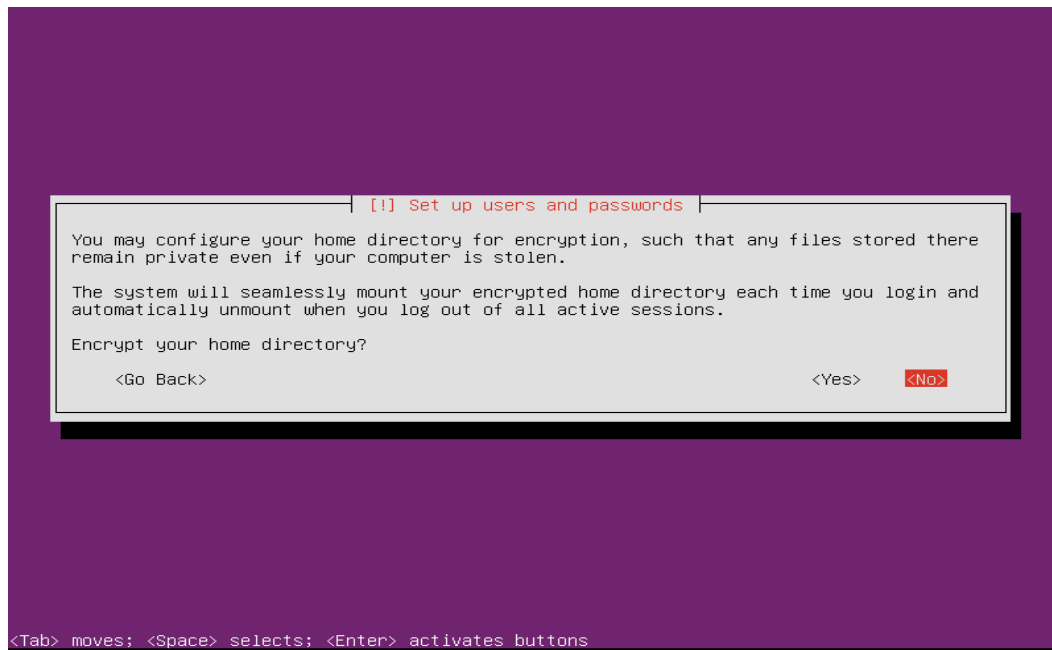 [!] Set up users and passwords
You may configure your home directory for encryption, such that any files stored there
remain private even if your computer is stolen.
The system will seamlessly mount your encrypted home directory each time you login and
automatically unmount when you log out of all active sessions.
Encrypt your home directory?
<Go Back> <Yes> <No>
<Tab> moves; <Space> selects; <Enter> activates buttons